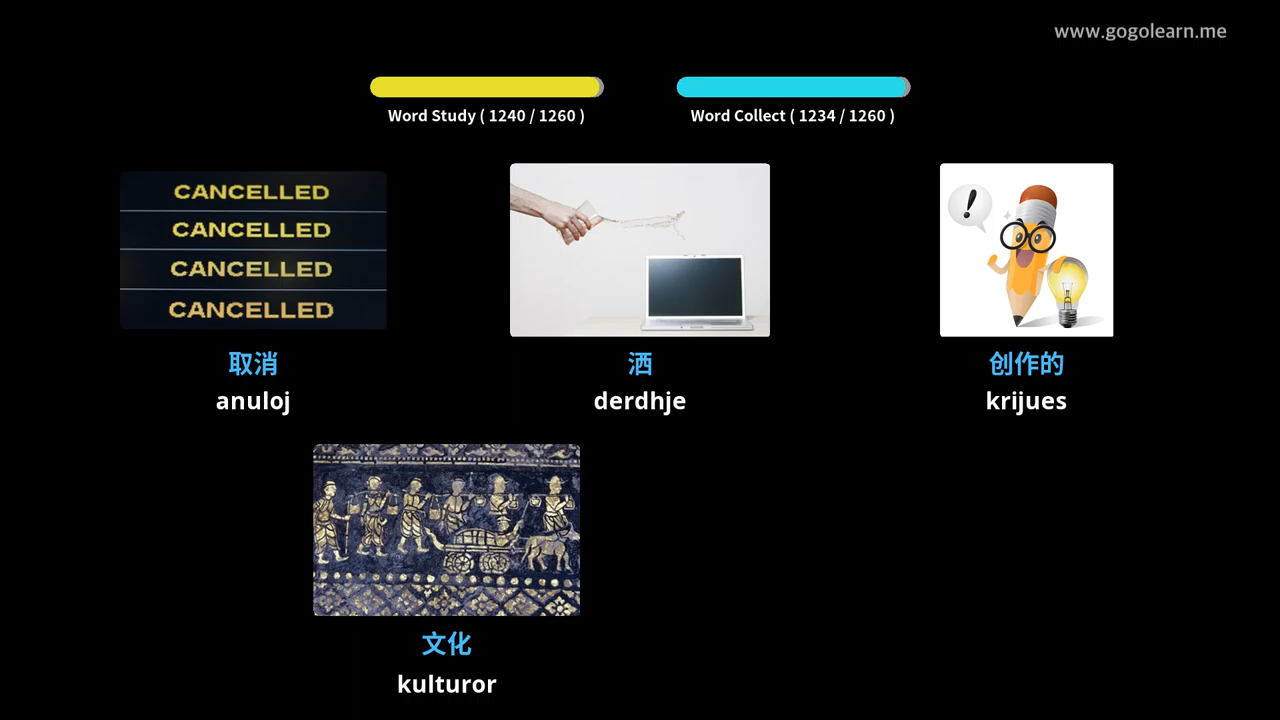 www.gogolearn.me
Word Study ( 1240 / 1260 )
Word Collect ( 1234 / 1260 )
CANCELLED
CANCELLED
CANCELLED
CANCELLED
!
取消
洒
创作的
anuloj
derdhje
krijues
文化
kulturor